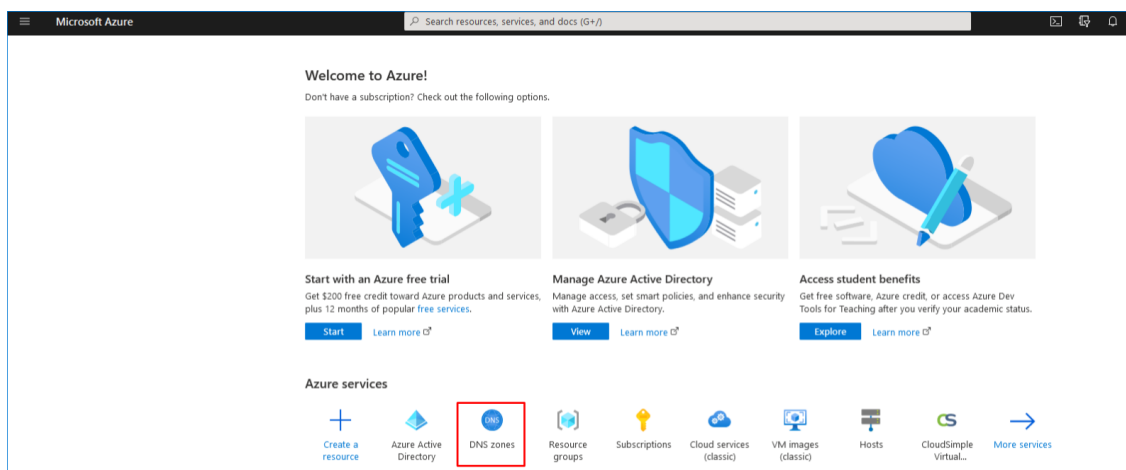 Microsoft Azure
Search resources, services, and docs (G+/)
Welcome to Azure!
Don't have a subscription? Check out the following options.
Start with an Azure free trial
Get $200 free credit toward Azure products and services,
plus 12 months of popular free services.
Start
Learn more
Manage Azure Active Directory
Manage access, set smart policies, and enhance security
with Azure Active Directory.
View
Learn more
Access student benefits
Get free software, Azure credit, or access Azure Dev
Tools for Teaching after you verify your academic status.
Explore
Learn more
Azure services
Create a
resource
Azure Active
Directory
DNS
DNS zones
Resource
groups
Subscriptions
Cloud services
(classic)
VM images
(classic)
Hosts
CS
CloudSimple
Virtual...
More services